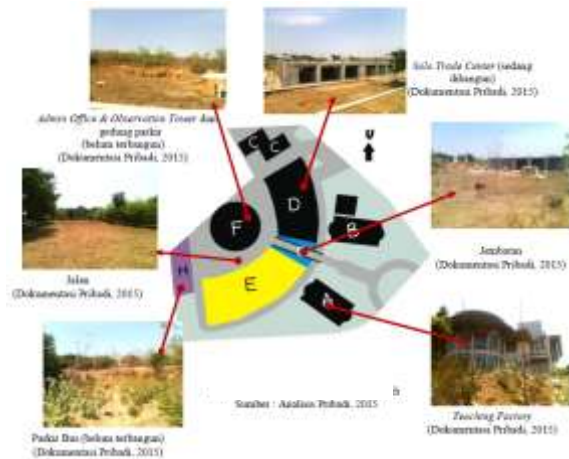 Solo Trade Center (sedang
dibangun)
(Dokumentasi Pribadi, 2015)
Admin Office & Observation Tower dan
gedung parkir
(belum terbangun)
(Dokumentasi Pribadi, 2015)
U
C
C
D
B
F
Jembatan
(Dokumentasi Pribadi, 2015)
H
E
A
Jalan
(Dokumentasi Pribadi, 2015)
Sumber : Analisis Pribadi, 2015
Teaching Factory
(Dokumentasi Pribadi, 2015)
Parkir Bus (belum terbangun)
(Dokumentasi Pribadi, 2015)